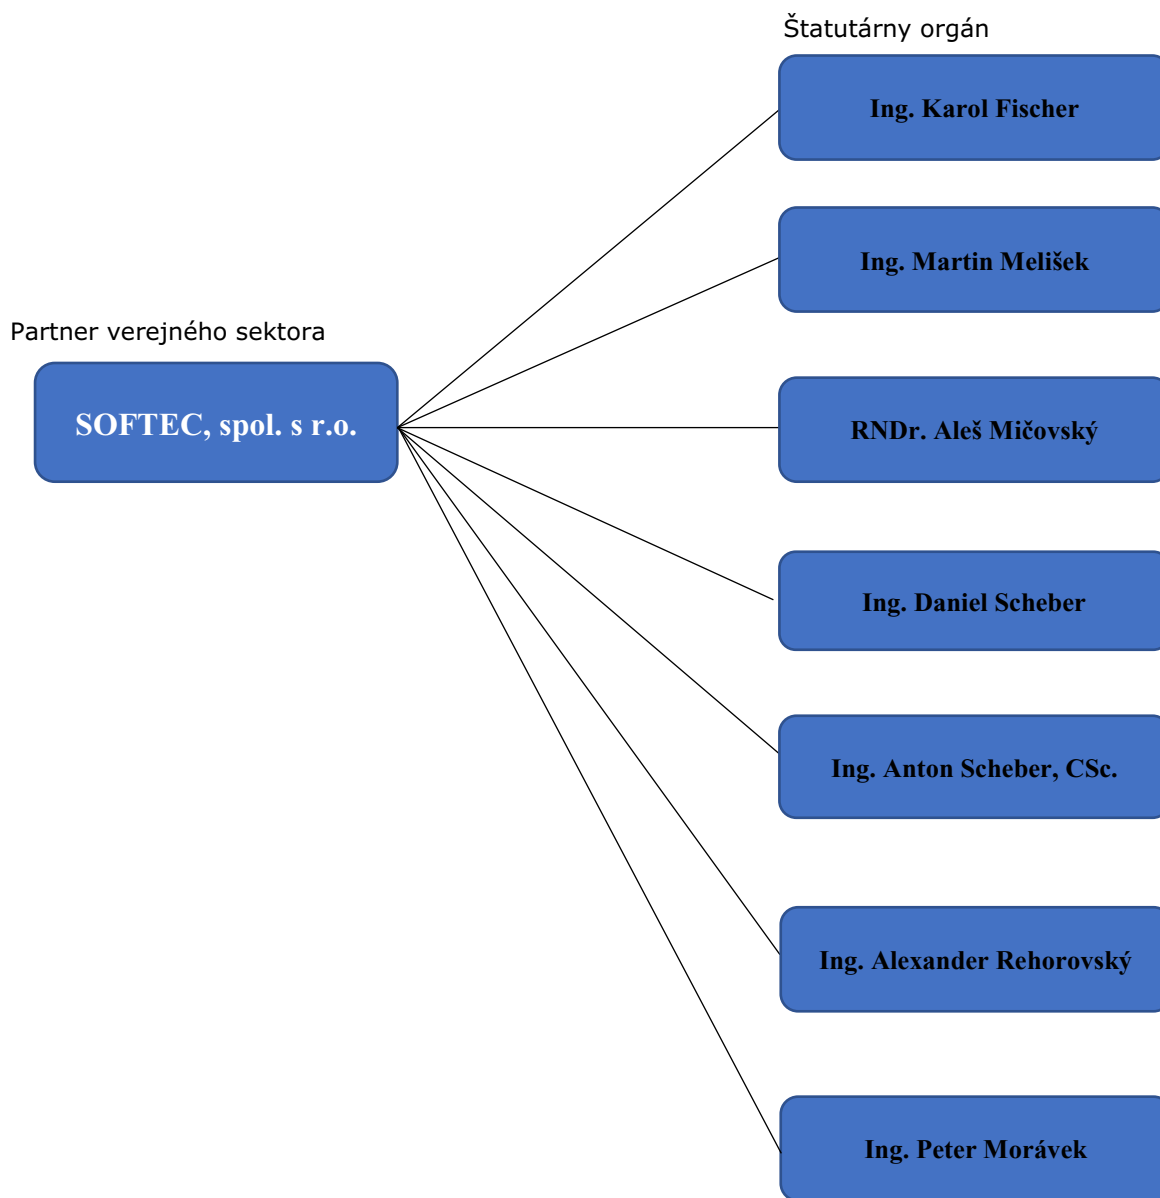 Štatutárny orgán
Ing. Karol Fischer
Ing. Martin Melišek
Partner verejného sektora
SOFTEC, spol. s r.o.
RNDr. Aleš Mičovský
Ing. Daniel Scheber
Ing. Anton Scheber, CSc.
Ing. Alexander Rehorovský
Ing. Peter Morávek